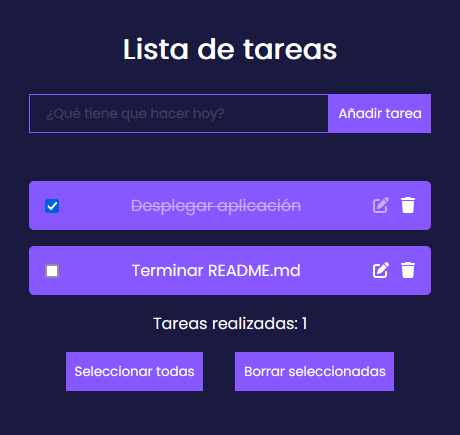 Lista de tareas
¿Qué tiene que hacer hoy?
Añadir tarea
Desplegar aplicación
Terminar README.md
Tareas realizadas: 1
Seleccionar todas
Borrar seleccionadas